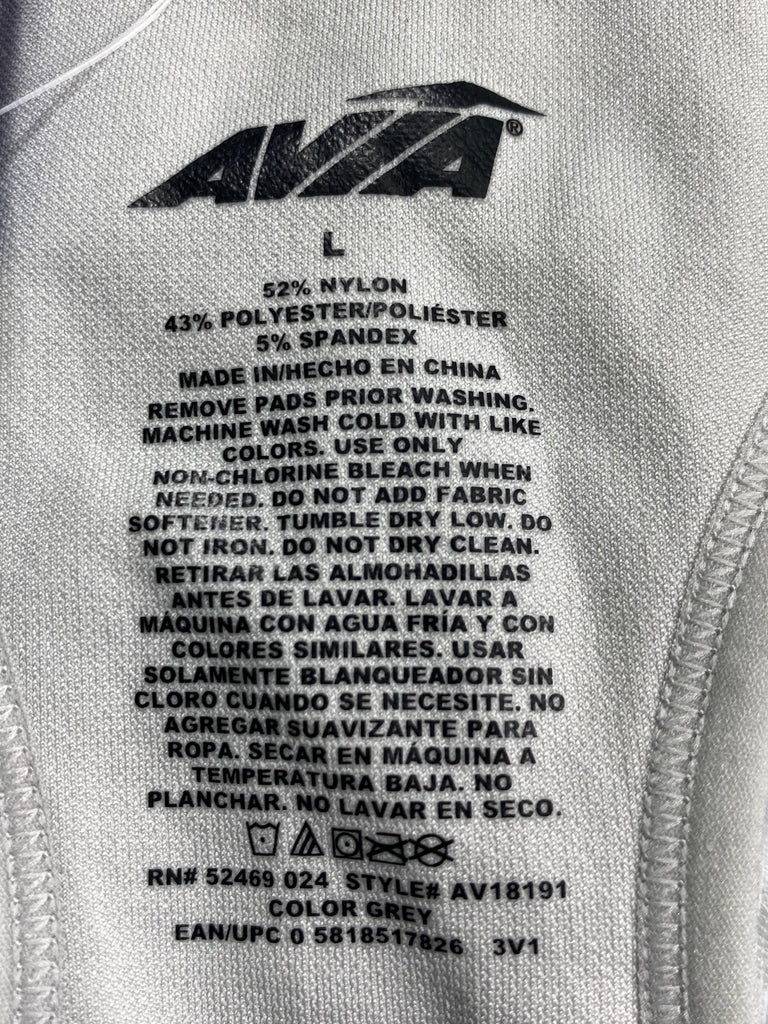 AVIA®
L
52% NYLON
43% POLYESTER/POLIÉSTER
5% SPANDEX
MADE IN/HECHO EN CHINA
REMOVE PADS PRIOR WASHING.
MACHINE WASH COLD WITH LIKE
COLORS. USE ONLY
NON-CHLORINE BLEACH WHEN
NEEDED. DO NOT ADD FABRIC
SOFTENER. TUMBLE DRY LOW. DO
NOT IRON. DO NOT DRY CLEAN.
RETIRAR LAS ALMOHADILLAS
ANTES DE LAVAR. LAVAR A
MÁQUINA CON AGUA FRÍA Y CON
COLORES SIMILARES. USAR
SOLAMENTE BLANQUEADOR SIN
CLORO CUANDO SE NECESITE. NO
AGREGAR SUAVIZANTE PARA
ROPA. SECAR EN MÁQUINA A
TEMPERATURA BAJA. NO
PLANCHAR. NO LAVAR EN SECO.
RN# 52469 024 STYLE# AV18191
COLOR GREY
EAN/UPC 0 5818517826 3V1